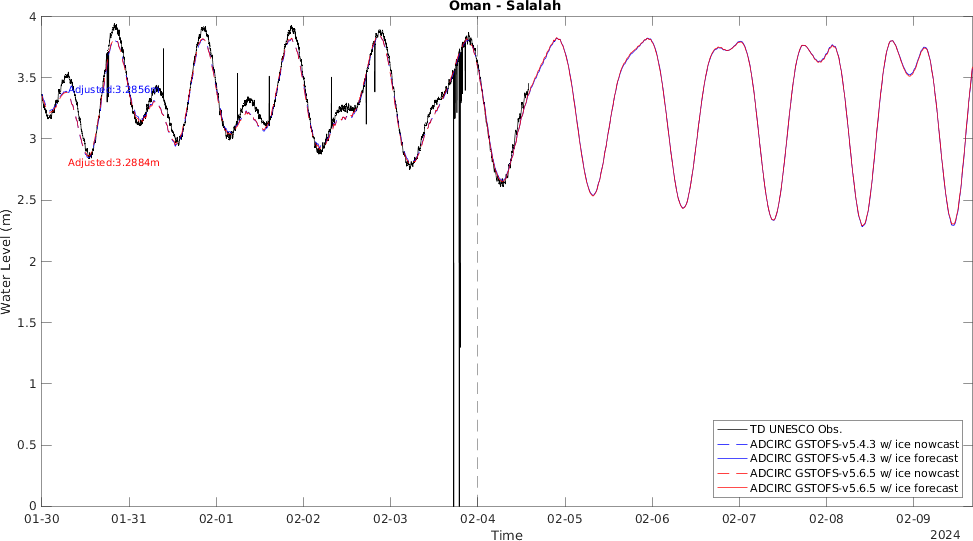 Oman - Salalah
4
3.5
3
2.5
2
1.5
1
0.5
0
Water Level (m)
Adjusted:3.2856m
Adjusted:3.2884m
TD UNESCO Obs.
ADCIRC GSTOFS-v5.4.3 w/ ice nowcast
ADCIRC GSTOFS-v5.4.3 w/ ice forecast
ADCIRC GSTOFS-v5.6.5 w/ ice nowcast
ADCIRC GSTOFS-v5.6.5 w/ ice forecast
01-30 01-31 02-01 02-02 02-03 02-04 02-05 02-06 02-07 02-08 02-09
Time
2024